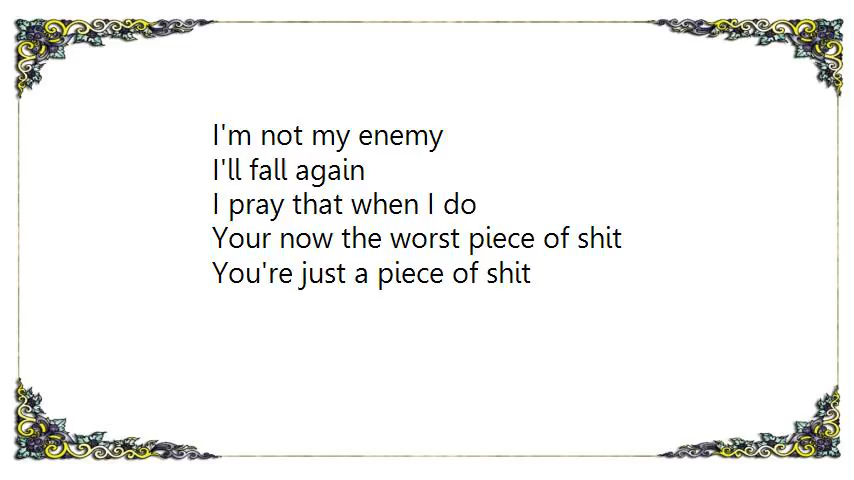 I'm not my enemy
I'll fall again
I pray that when I do
Your now the worst piece of shit
You're just a piece of shit